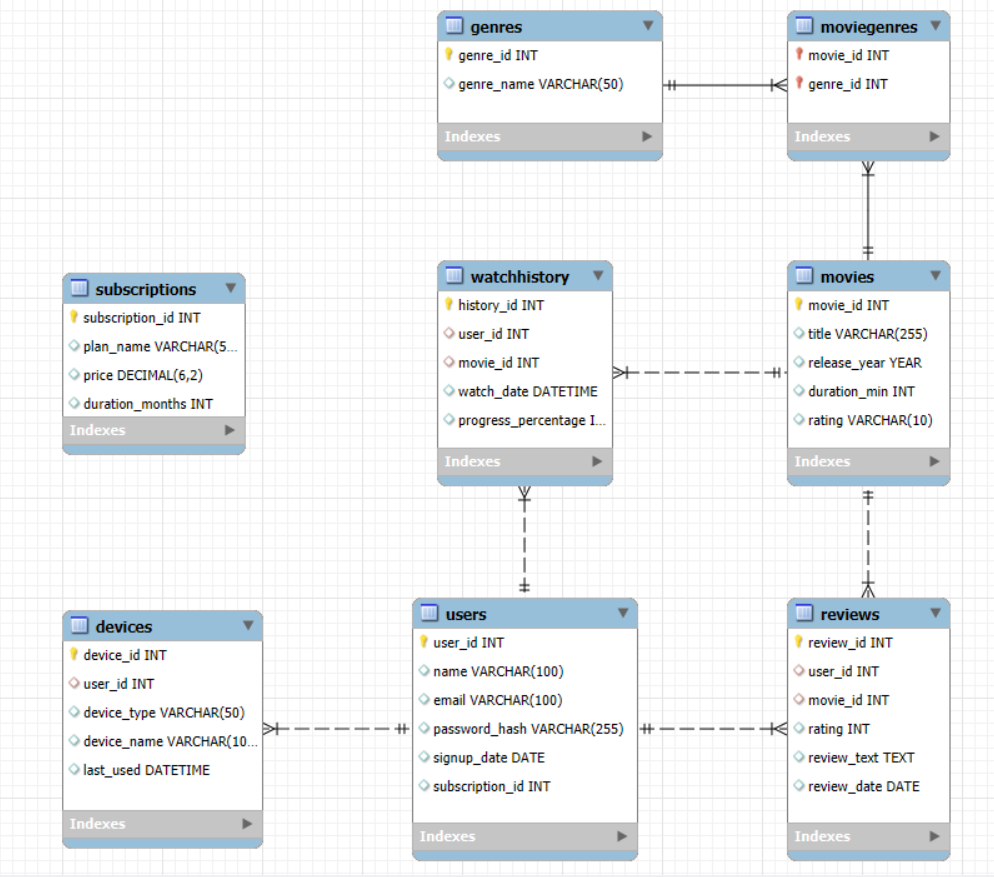 genres
genre_id INT
genre_name VARCHAR(50)
Indexes
moviegenres
movie_id INT
genre_id INT
Indexes
subscriptions
subscription_id INT
plan_name VARCHAR(5...
price DECIMAL(6,2)
duration_months INT
Indexes
watchhistory
history_id INT
user_id INT
movie_id INT
watch_date DATETIME
progress_percentage I...
Indexes
movies
movie_id INT
title VARCHAR(255)
release_year YEAR
duration_min INT
rating VARCHAR(10)
Indexes
devices
device_id INT
user_id INT
device_type VARCHAR(50)
device_name VARCHAR(10...
last_used DATETIME
Indexes
users
user_id INT
name VARCHAR(100)
email VARCHAR(100)
password_hash VARCHAR(255)
signup_date DATE
subscription_id INT
Indexes
reviews
review_id INT
user_id INT
movie_id INT
rating INT
review_text TEXT
review_date DATE
Indexes